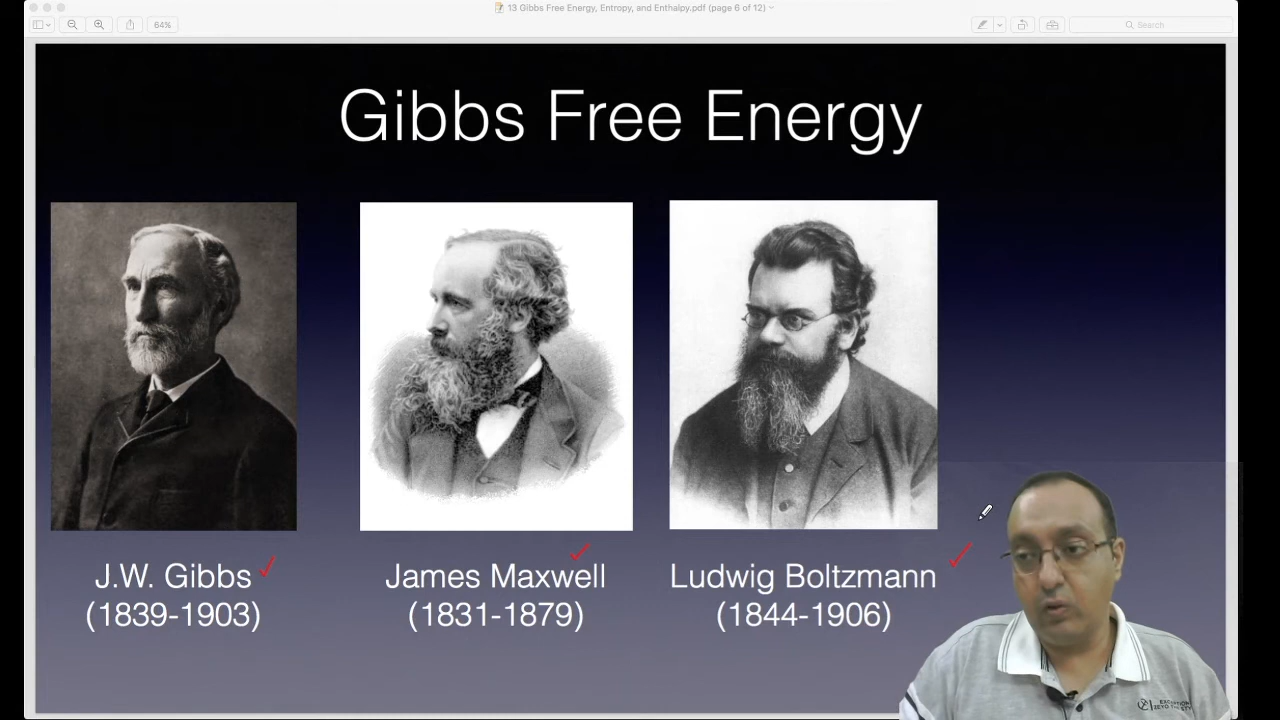 13 Gibbs Free Energy, Entropy, and Enthalpy.pdf (page 6 of 12)
64%
Search
Gibbs Free Energy
J.W. Gibbs
(1839-1903)
James Maxwell
(1831-1879)
Ludwig Boltzmann
(1844-1906)